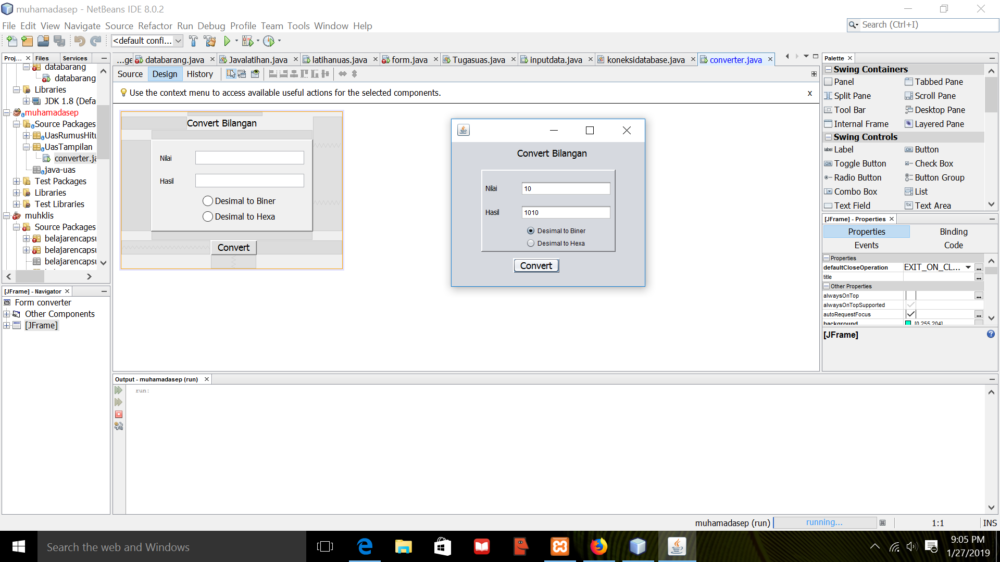 muhamadasep - NetBeans IDE 8.0.2
File Edit View Navigate Source Refactor Run Debug Profile Team Tools Window Help
Search (Ctrl+I)
<default confi...
Proj... Files Services
databarang
databarang
Libraries
JDK 1.8 (Defa
muhamadasep
Source Packages
UasRumusHitu
UasTampilan
converter.ja
java-uas
Test Packages
Libraries
Test Libraries
muhklis
Source Packages
belajarencapsu
belajarencapsu
belajarencapsu
[JFrame] - Navigator
Form converter
Other Components
[JFrame]
...ge databarang.java Javalatihan.java latihanuas.java form.java Tugasuas.java inputdata.java koneksidatabase.java converter.java
Source Design History
Use the context menu to access available useful actions for the selected components. x
Convert Bilangan
Nilai
Hasil
Desimal to Biner
Desimal to Hexa
Convert
Convert Bilangan
Nilai 10
Hasil 1010
Desimal to Biner
Desimal to Hexa
Convert
Palette
Swing Containers
Panel Tabbed Pane
Split Pane Scroll Pane
Tool Bar Desktop Pane
Internal Frame Layered Pane
Swing Controls
label Label OK Button
ON Toggle Button Check Box
Radio Button Button Group
Combo Box List
Text Field Text Area
[JFrame] - Properties
Properties Binding
Events Code
Properties
defaultCloseOperation EXIT_ON_CL... ...
title ...
Other Properties
alwaysOnTop ...
alwaysOnTopSupported
autoRequestFocus ...
background [0,255,204]
[JFrame]
Output - muhamadasep (run)
run:
muhamadasep (run) running... 1:1 INS
Search the web and Windows
9:05 PM
1/27/2019